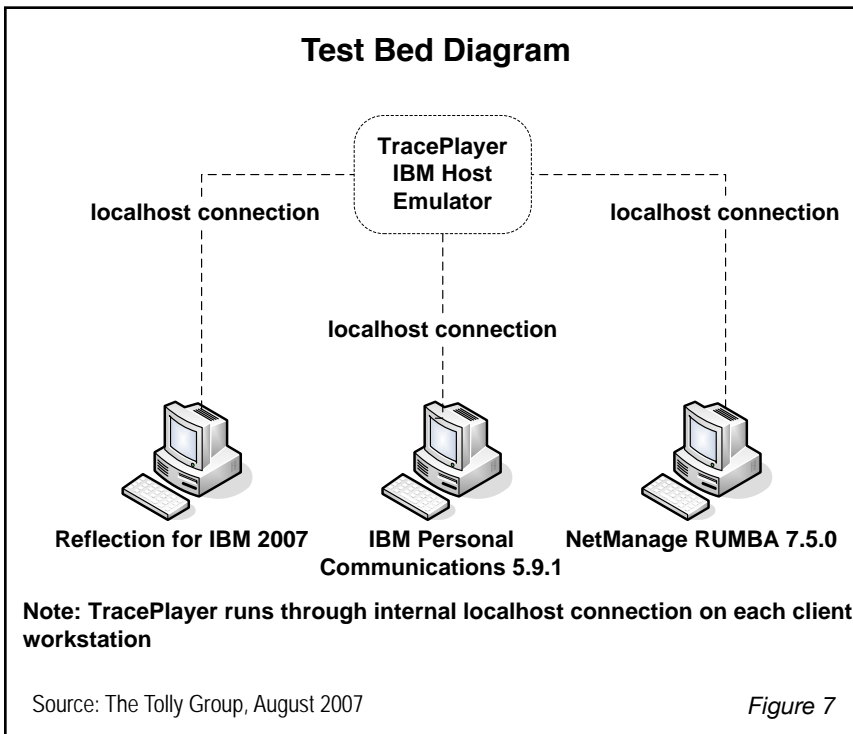 Test Bed Diagram
TracePlayer
IBM Host
Emulator
localhost connection
localhost connection
localhost connection
Reflection for IBM 2007
IBM Personal
Communications 5.9.1
NetManage RUMBA 7.5.0
Note: TracePlayer runs through internal localhost connection on each client
workstation
Source: The Tolly Group, August 2007
Figure 7